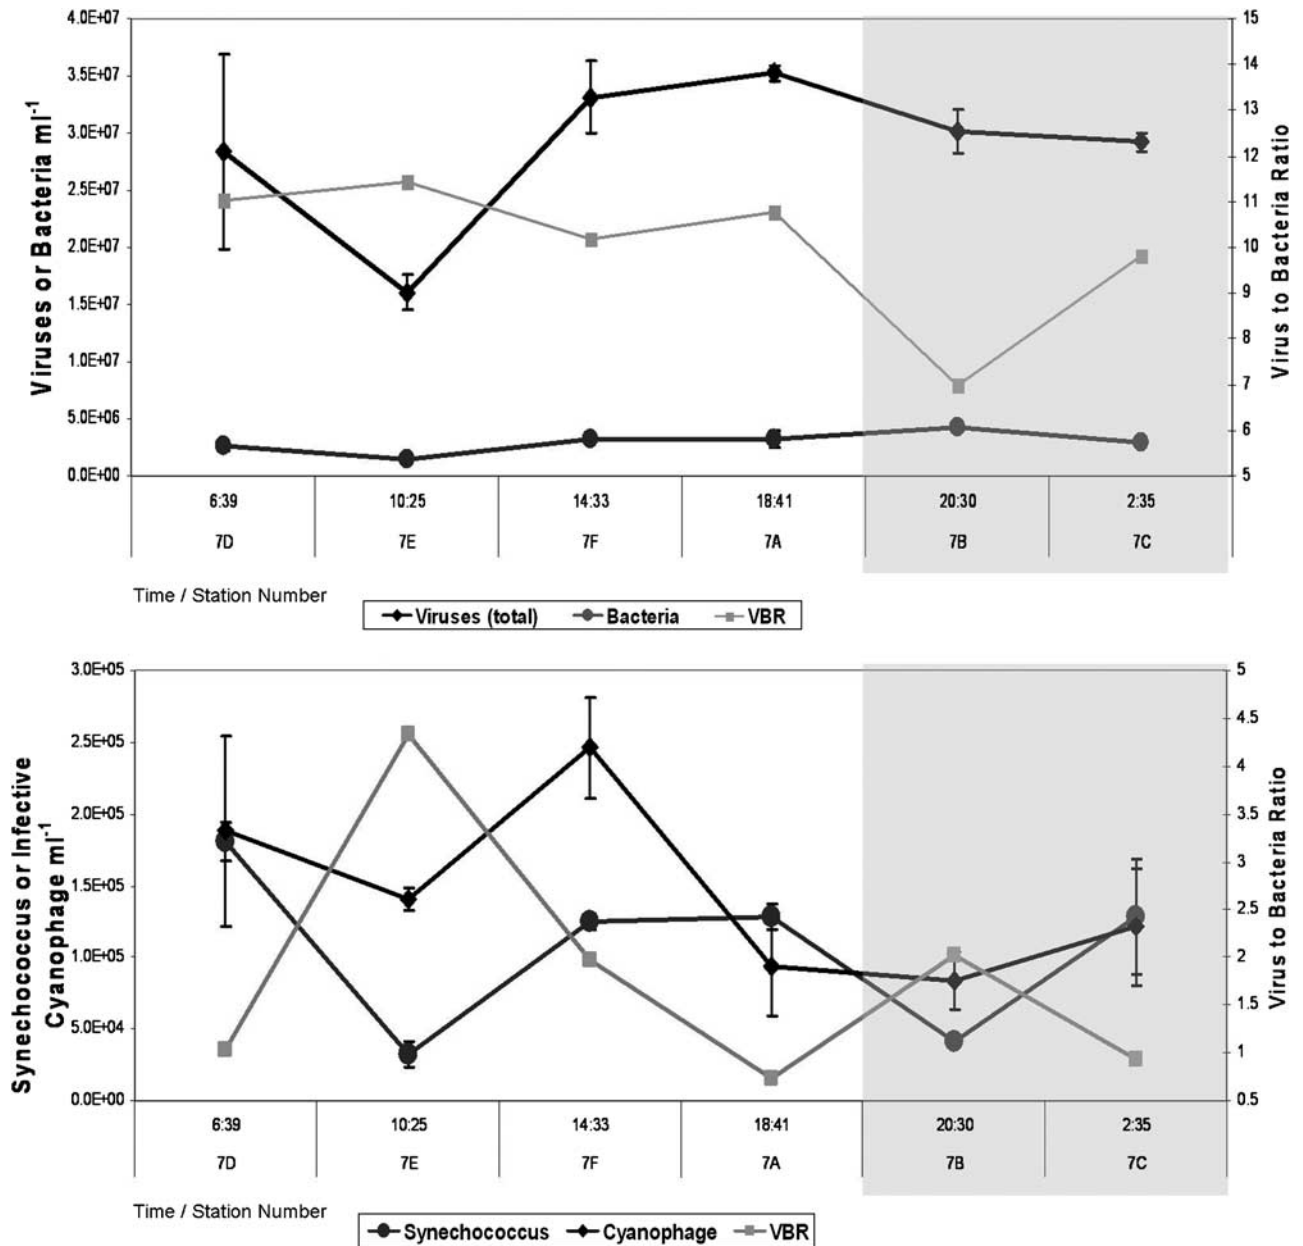 4.0E+07
3.5E+07
3.0E+07
2.5E+07
2.0E+07
1.5E+07
1.0E+07
5.0E+06
0.0E+00
Viruses or Bacteria ml-1
15
14
13
12
11
10
9
8
7
6
5
Virus to Bacteria Ratio
6:39 10:25 14:33 18:41 20:30 2:35
7D 7E 7F 7A 7B 7C
Time / Station Number
Viruses (total) Bacteria VBR
3.0E+05
2.5E+05
2.0E+05
1.5E+05
1.0E+05
5.0E+04
0.0E+00
Synechococcus or Infective
Cyanophage ml-1
5
4.5
4
3.5
3
2.5
2
1.5
1
0.5
Virus to Bacteria Ratio
6:39 10:25 14:33 18:41 20:30 2:35
7D 7E 7F 7A 7B 7C
Time / Station Number
Synechococcus Cyanophage VBR